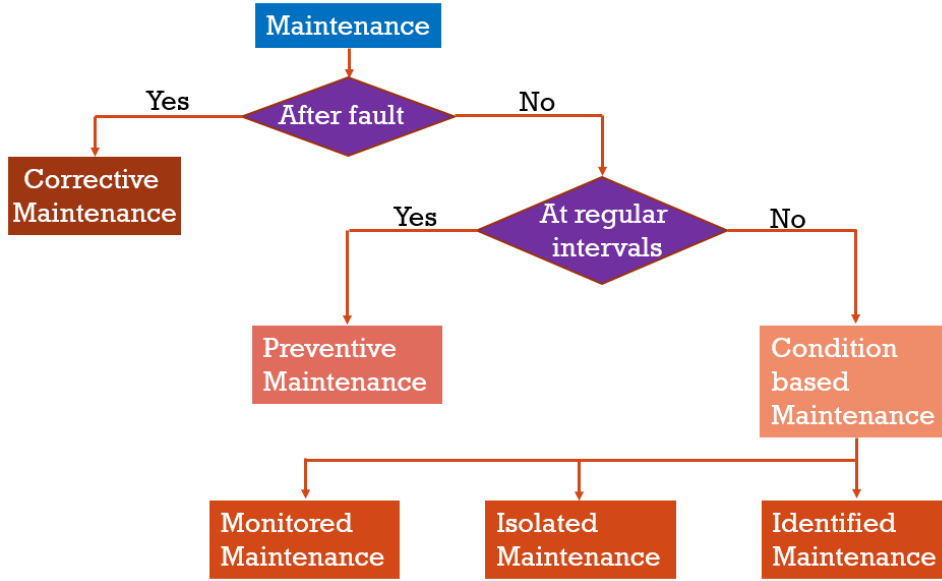 Maintenance
Yes
After fault
No
Corrective
Maintenance
Yes
At regular
intervals
No
Preventive
Maintenance
Condition
based
Maintenance
Monitored
Maintenance
Isolated
Maintenance
Identified
Maintenance